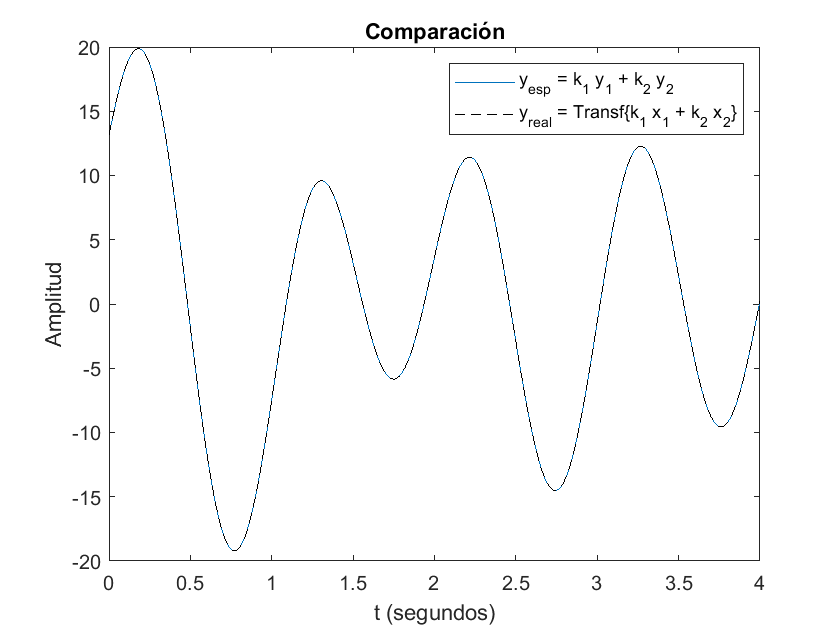 Comparación
y_esp = k_1 y_1 + k_2 y_2
y_real = Transf{k_1 x_1 + k_2 x_2}
20
15
10
5
0
-5
-10
-15
-20
Amplitud
0 0.5 1 1.5 2 2.5 3 3.5 4
t (segundos)